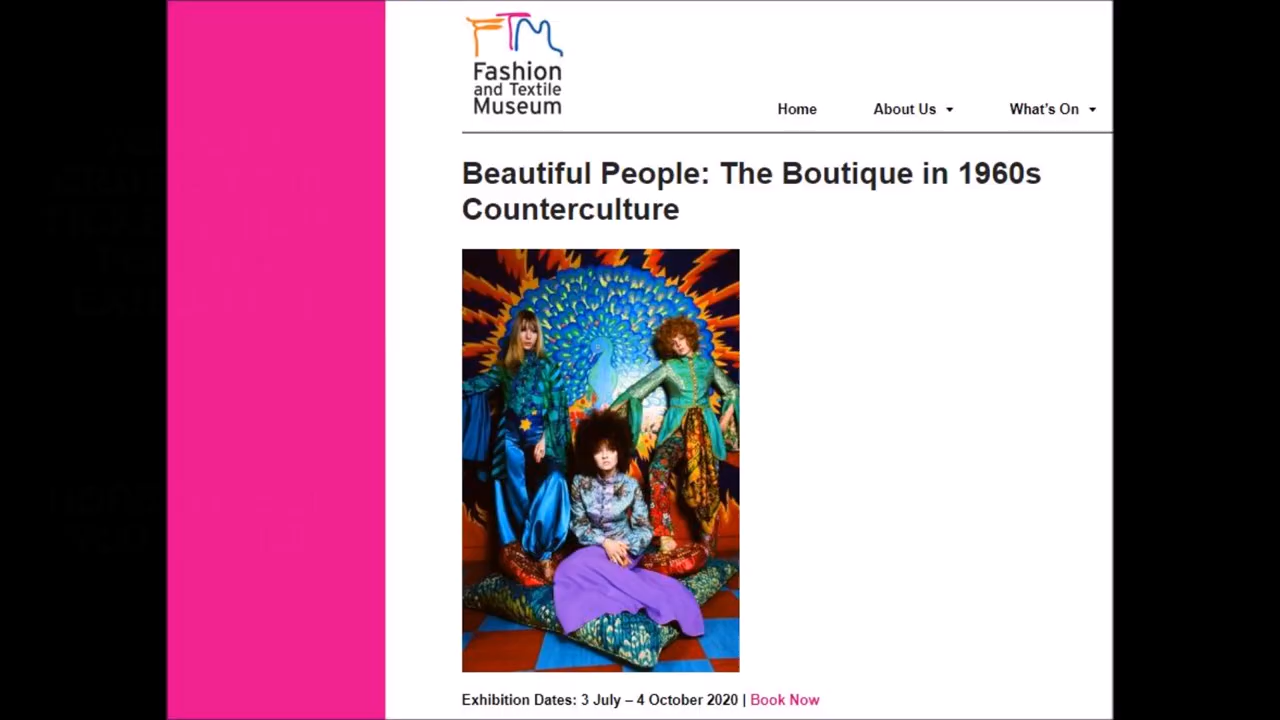 FTM
Fashion
and Textile
Museum
Home
About Us
What's On
Beautiful People: The Boutique in 1960s
Counterculture
Exhibition Dates: 3 July – 4 October 2020 | Book Now